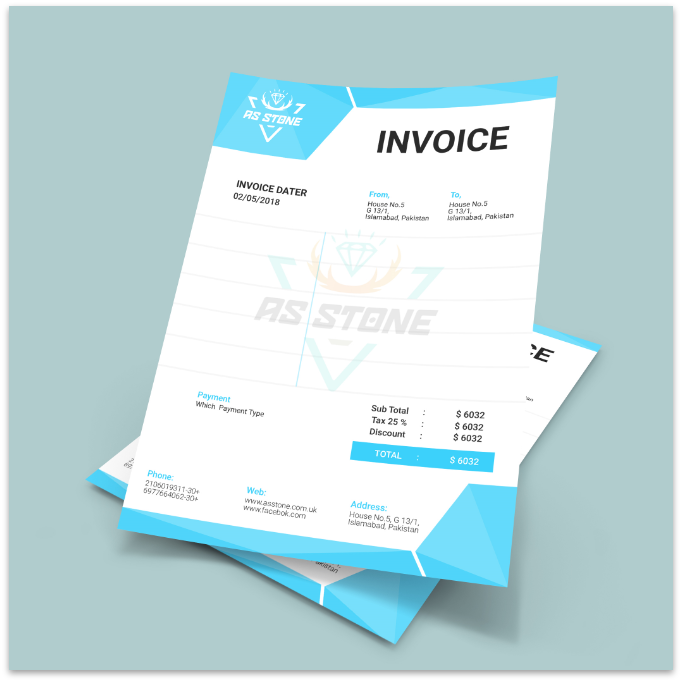 AS STONE
INVOICE
INVOICE DATER
02/05/2018
From,
House No.5
G 13/1,
Islamabad, Pakistan
To,
House No.5
G 13/1,
Islamabad, Pakistan
AS STONE
Payment
Which Payment Type
Sub Total : $ 6032
Tax 25 % : $ 6032
Discount : $ 6032
TOTAL : $ 6032
Phone:
2106019311-30+
6977664062-30+
Web:
www.asstone.com.uk
www.facebok.com
Address:
House No.5, G 13/1,
Islamabad, Pakistan
CE